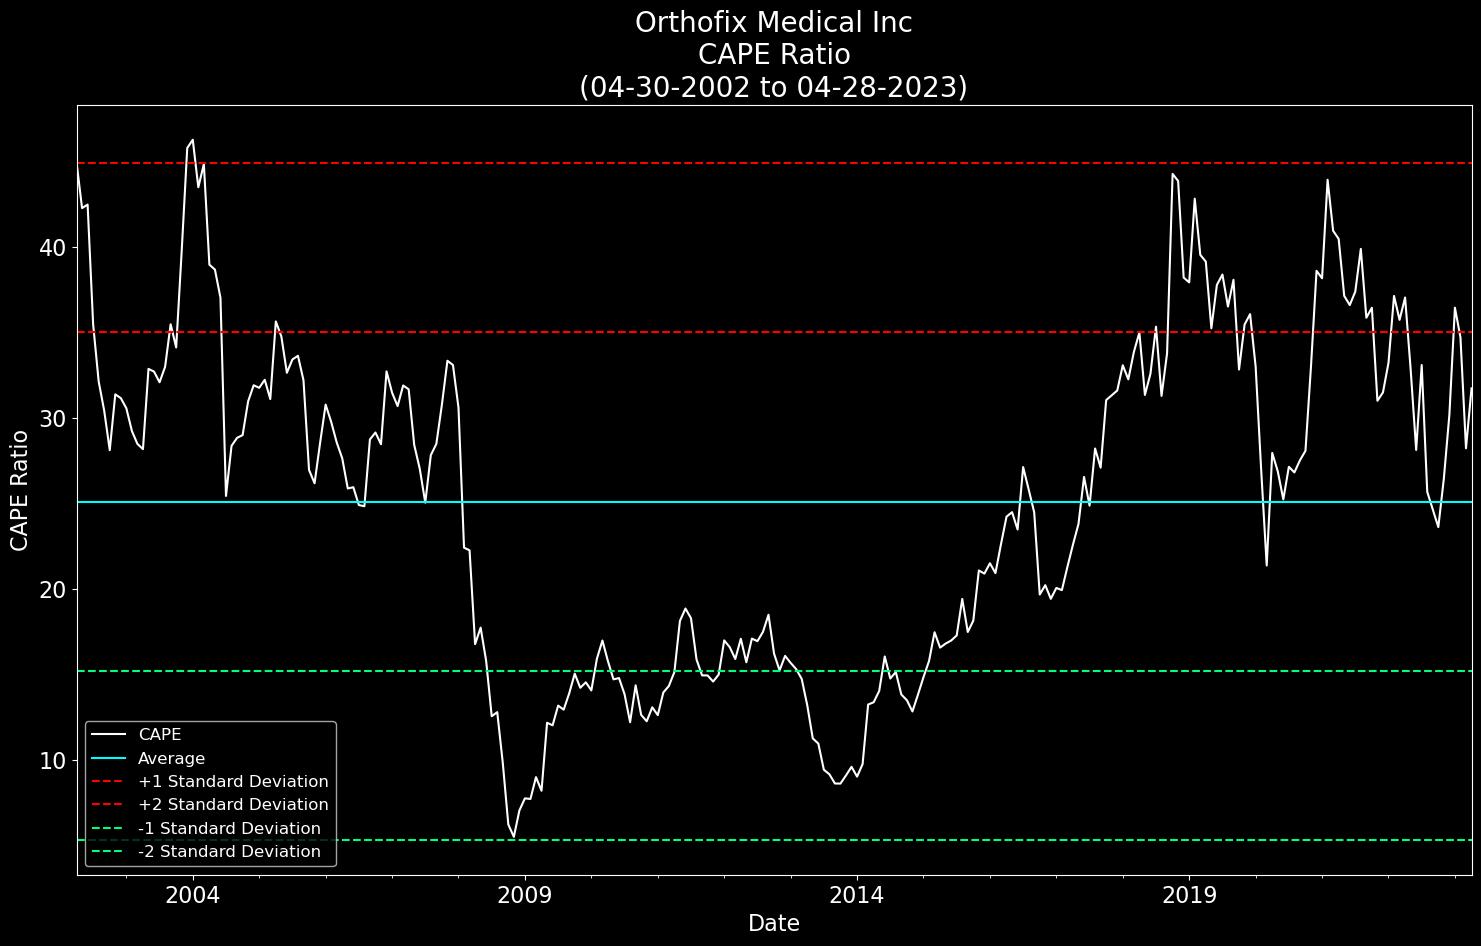 Orthofix Medical Inc
CAPE Ratio
(04-30-2002 to 04-28-2023)
CAPE Ratio
40
30
20
10
CAPE
Average
+1 Standard Deviation
+2 Standard Deviation
-1 Standard Deviation
-2 Standard Deviation
2004
2009
2014
2019
Date